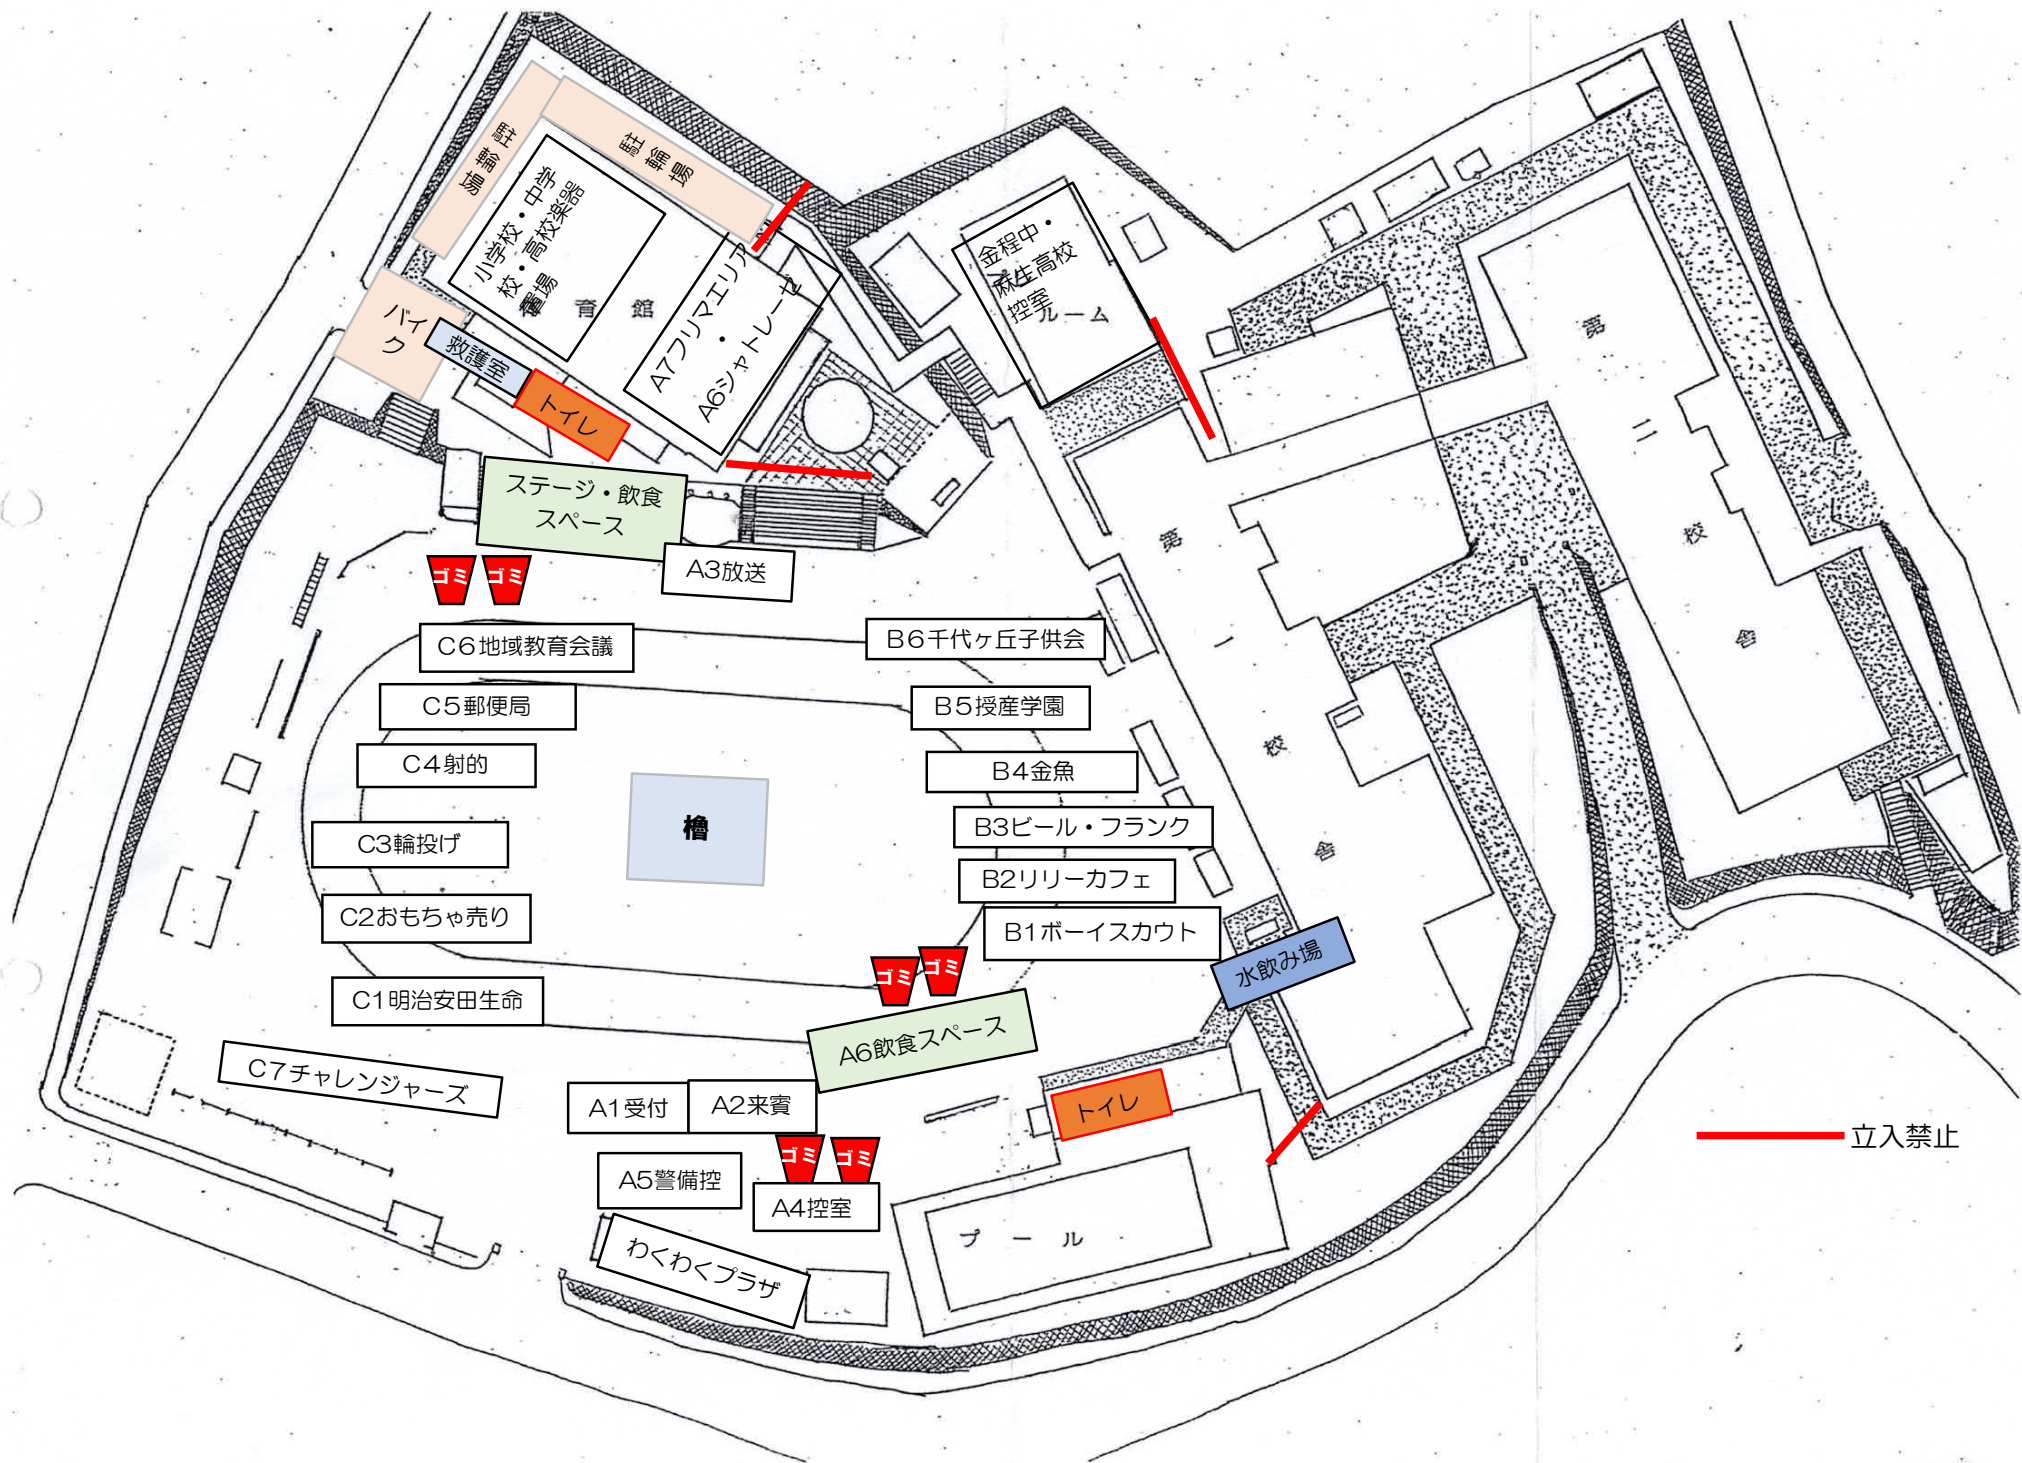 駐輪場
駐輪場
小学校・中学
校・高校楽器
置場
育館
A7フリマエリア
・
A6シャトレーゼ
金程中・
麻生高校
控室
ルーム
バイ
ク
救護室
トイレ
ステージ・飲食
スペース
A3放送
ゴミ
ゴミ
C6地域教育会議
C5郵便局
C4射的
C3輪投げ
C2おもちゃ売り
C1明治安田生命
C7チャレンジャーズ
櫓
B6千代ヶ丘子供会
B5授産学園
B4金魚
B3ビール・フランク
B2リリーカフェ
B1ボーイスカウト
水飲み場
第一校舎
第二校舎
ゴミ
ゴミ
A6飲食スペース
A1受付
A2来賓
ゴミ
ゴミ
A5警備控
A4控室
わくわくプラザ
トイレ
プール
立入禁止